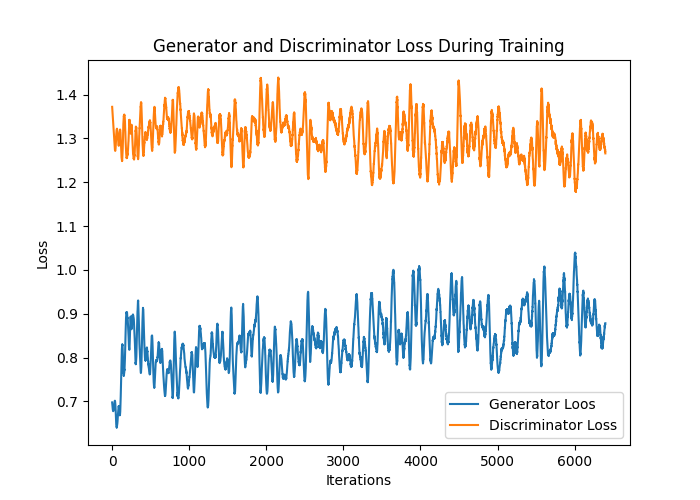 Generator and Discriminator Loss During Training
Loss
1.4
1.3
1.2
1.1
1.0
0.9
0.8
0.7
Generator Loos
Discriminator Loss
0 1000 2000 3000 4000 5000 6000
Iterations